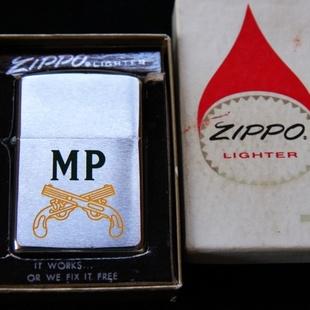 ZIPPO® LIGHTER
MP
IT WORKS...
OR WE FIX IT FREE
ZIPPO®
LIGHTER